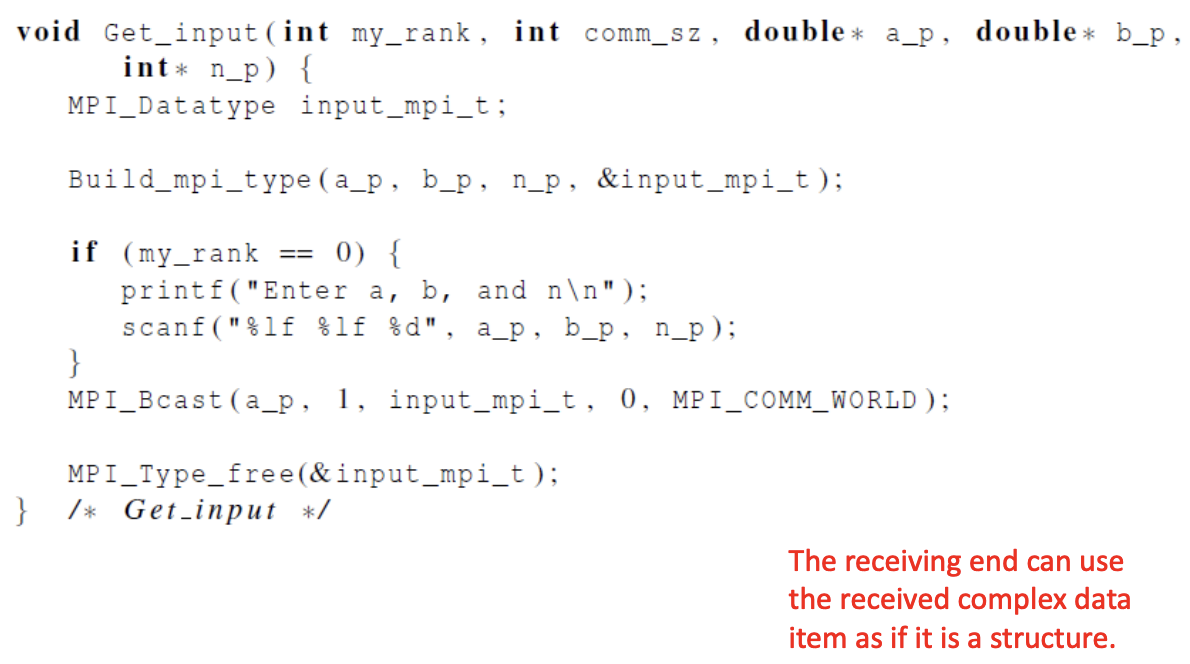 void Get_input(int my_rank, int comm_sz, double* a_p, double* b_p,
int* n_p) {
MPI_Datatype input_mpi_t;
Build_mpi_type(a_p, b_p, n_p, &input_mpi_t);
if (my_rank == 0) {
printf("Enter a, b, and n\n");
scanf("%lf %lf %d", a_p, b_p, n_p);
}
MPI_Bcast(a_p, 1, input_mpi_t, 0, MPI_COMM_WORLD);
MPI_Type_free(&input_mpi_t);
} /* Get_input */
The receiving end can use
the received complex data
item as if it is a structure.